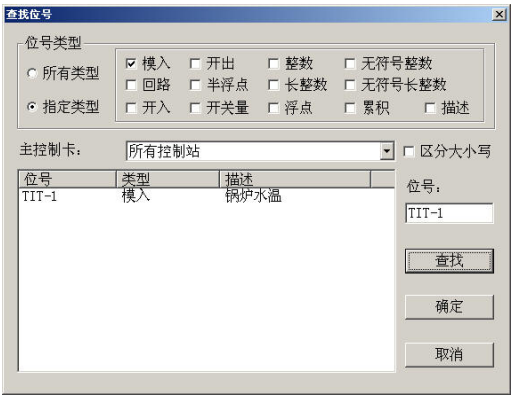 查找位号
位号类型
所有类型
指定类型
模入 开出 整数 无符号整数
回路 半浮点 长整数 无符号长整数
开入 开关量 浮点 累积 描述
主控制卡： 所有控制站 区分大小写
位号 类型 描述
TIT-1 模入 锅炉水温
位号：
TIT-1
查找
确定
取消